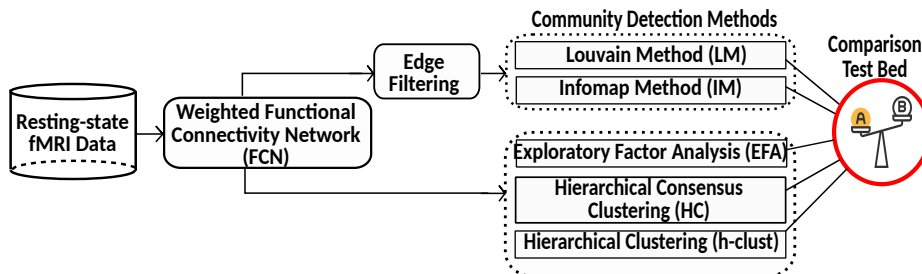 Community Detection Methods
Louvain Method (LM)
Infomap Method (IM)
Edge
Filtering
Comparison
Test Bed
A
B
Resting-state
fMRI Data
Weighted Functional
Connectivity Network
(FCN)
Exploratory Factor Analysis (EFA)
Hierarchical Consensus
Clustering (HC)
Hierarchical Clustering (h-clust)